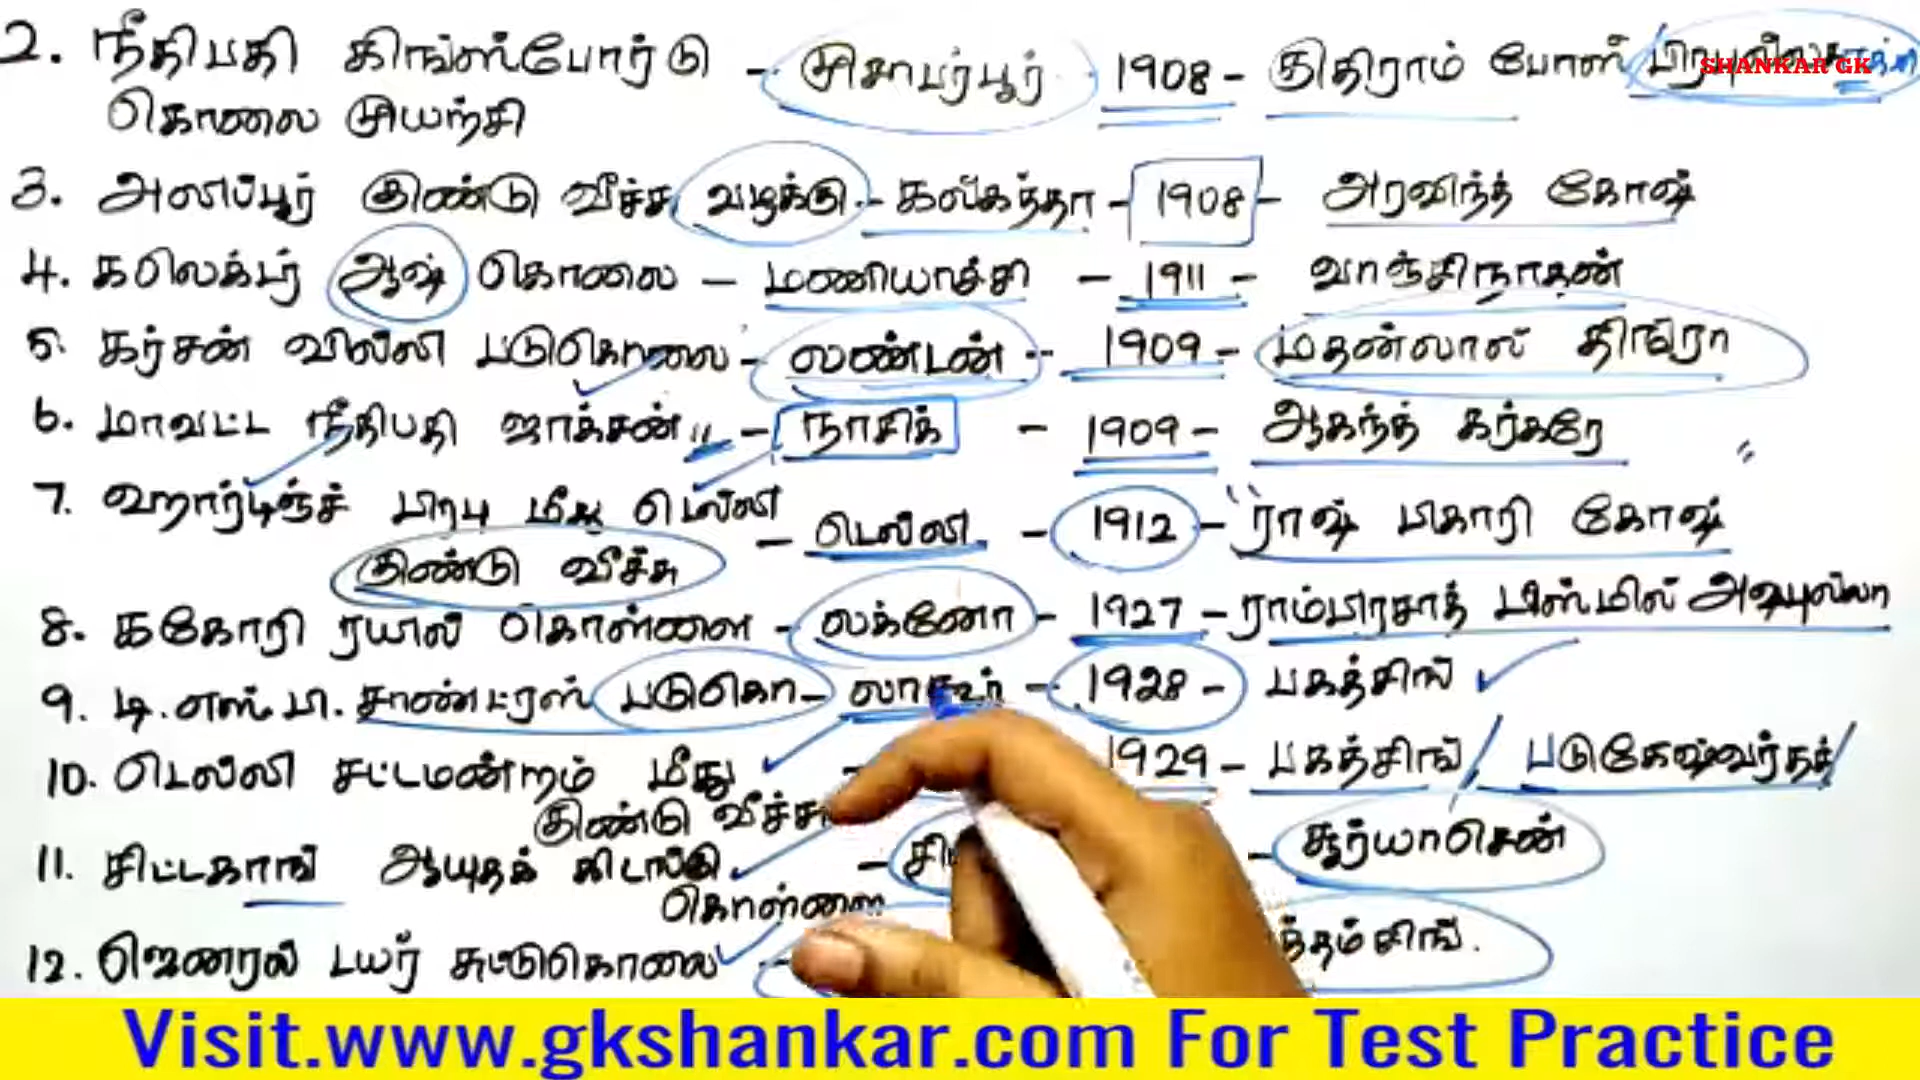 2. நீதிபதி கிங்ஸ்போர்டு - முசாபர்பூர் 1908 - குதிராம் போஸ்
SHANKAR GK
கொலை முயற்சி
3. அலிப்பூர் குண்டு வீச்சு வழக்கு - கல்கத்தா - 1908 - அரவிந்த் கோஷ்
4. கலெக்டர் ஆஷ் கொலை - மணியாச்சி - 1911 - வாஞ்சிநாதன்
5. கர்சன் வில்லி படுகொலை - லண்டன் - 1909 - மதன்லால் திங்ரா
6. மாவட்ட நீதிபதி ஜாக்சன் " - நாசிக் - 1909 - ஆகந்த் கர்கரே "
7. ஹார்டிஞ்ச் பிரபு மீது டெல்லி
குண்டு வீச்சு - டெல்லி - 1912 - ராஷ் பிகாரி கோஷ்
8. ககோரி ரயில் கொள்ளை - லக்னோ - 1927 - ராம்பிரசாத் பிஸ்மில் அஷ்புல்லா
9. டி.எஸ்.பி. சாண்டரஸ் படுகொ - லாகூர் - 1928 - பகத்சிங்
10. டெல்லி சட்டமன்றம் மீது - 1929 - பகத்சிங் / படுகேஷ்வர்தத்
குண்டு வீச்சு
11. சிட்டகாங் ஆயுதக் கிடங்கு - சி - சூர்யாசென்
கொள்ளை
12. ஜெனரல் டயர் சுட்டுகொலை - த்தம்சிங்.
Visit.www.gkshankar.com For Test Practice